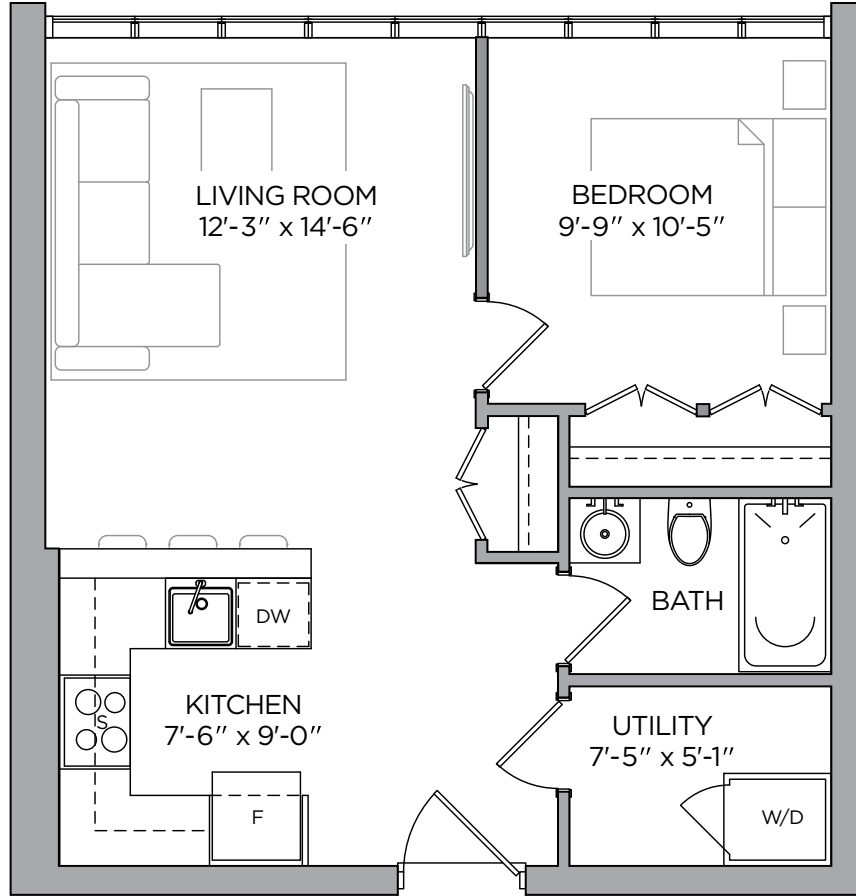 LIVING ROOM
12'-3" x 14'-6"
BEDROOM
9'-9" x 10'-5"
DW
BATH
S
KITCHEN
7'-6" x 9'-0"
UTILITY
7'-5" x 5'-1"
F
W/D